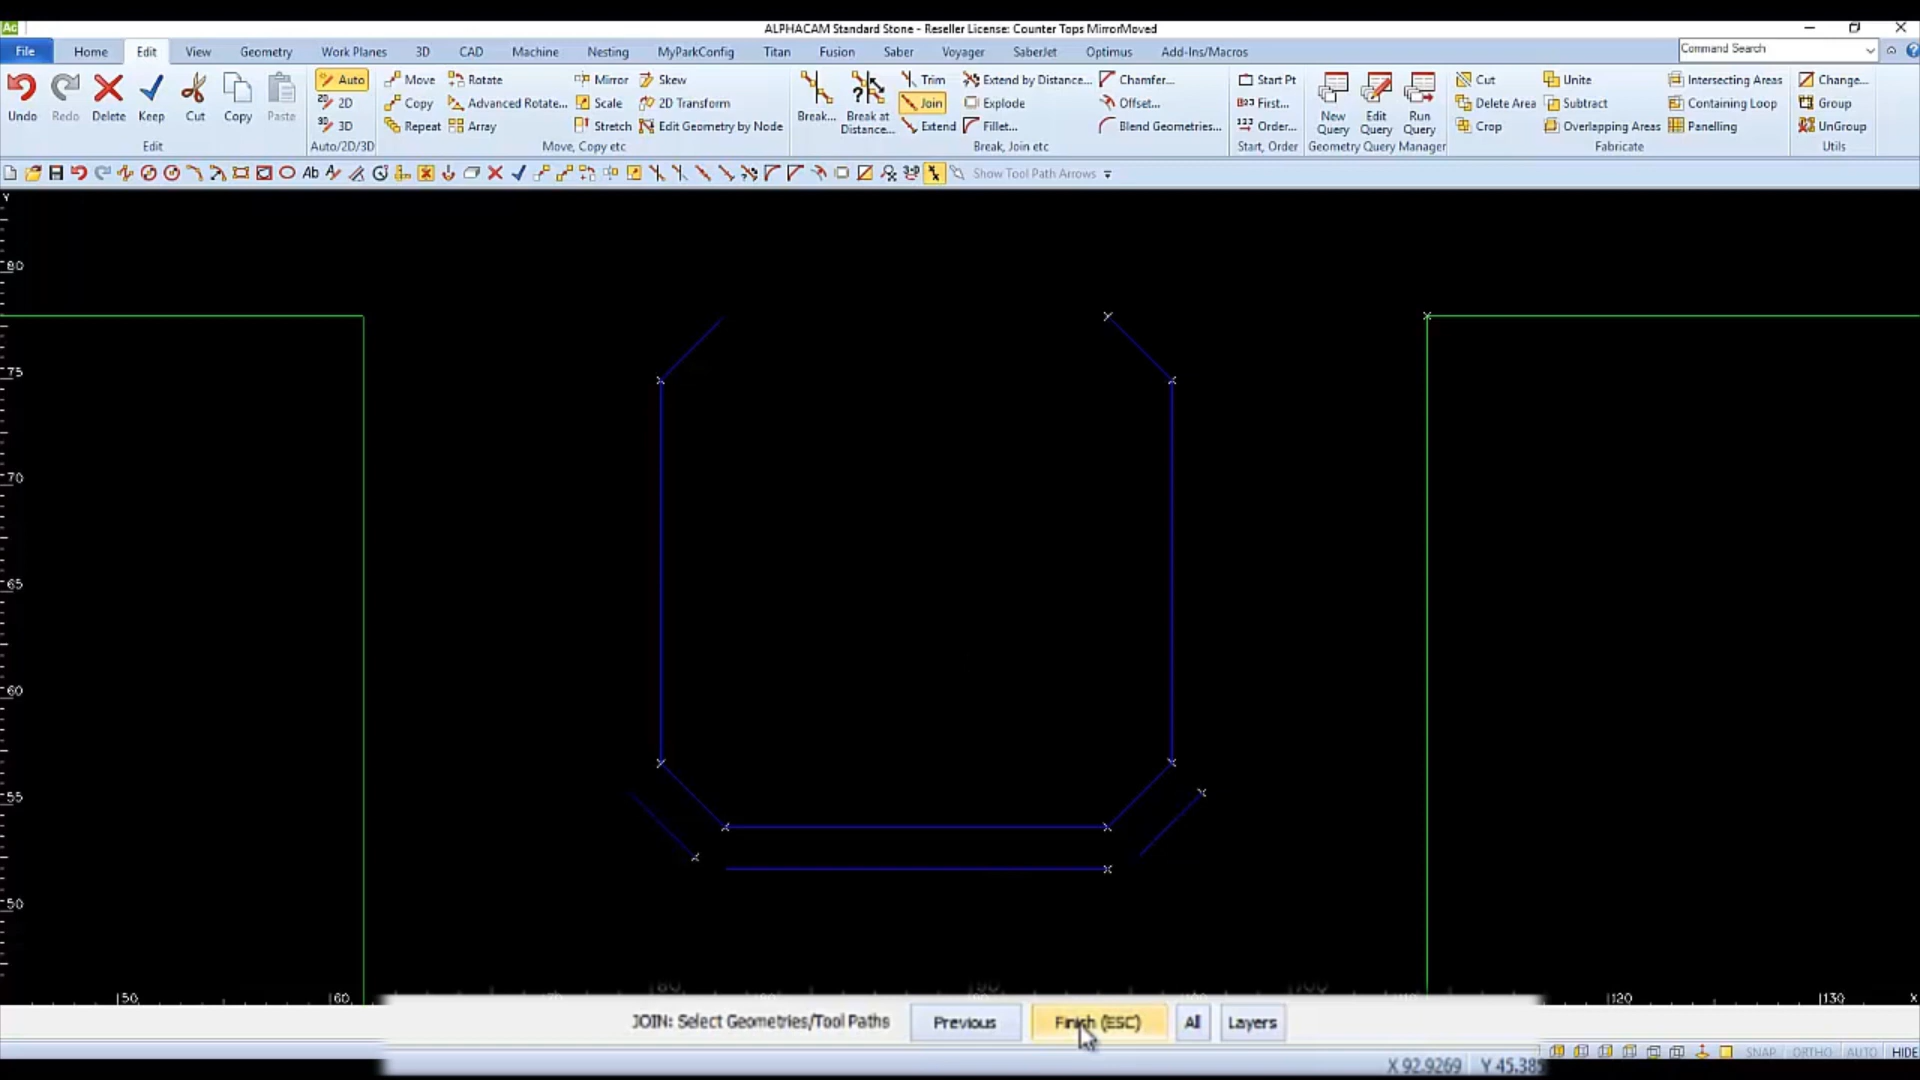 Ac
ALPHACAM Standard Stone - Reseller License: Counter Tops MirrorMoved
File Home Edit View Geometry Work Planes 3D CAD Machine Nesting MyParkConfig Titan Fusion Saber Voyager SaberJet Optimus Add-Ins/Macros Command Search
Undo Redo Delete Keep Cut Copy Paste
Edit
Auto
2D
3D
Auto/2D/3D
Move Rotate Mirror Skew
Copy Advanced Rotate... Scale 2D Transform
Repeat Array Stretch Edit Geometry by Node
Move, Copy etc
Break... Break at Distance...
Trim Extend by Distance... Chamfer...
Join Explode Offset...
Extend Fillet... Blend Geometries...
Break, Join etc
Start Pt
First...
Order...
Start, Order
New Query Edit Query Run Query
Geometry Query Manager
Cut Unite Intersecting Areas
Delete Area Subtract Containing Loop
Crop Overlapping Areas Panelling
Fabricate
Change...
Group
UnGroup
Utils
Show Tool Path Arrows
Y
80
75
70
65
60
55
50
50 60 80 120 130 X
JOIN: Select Geometries/Tool Paths Previous Finish (ESC) All Layers
SNAP ORTHO AUTO HIDE
X 92.9269 Y 45.385